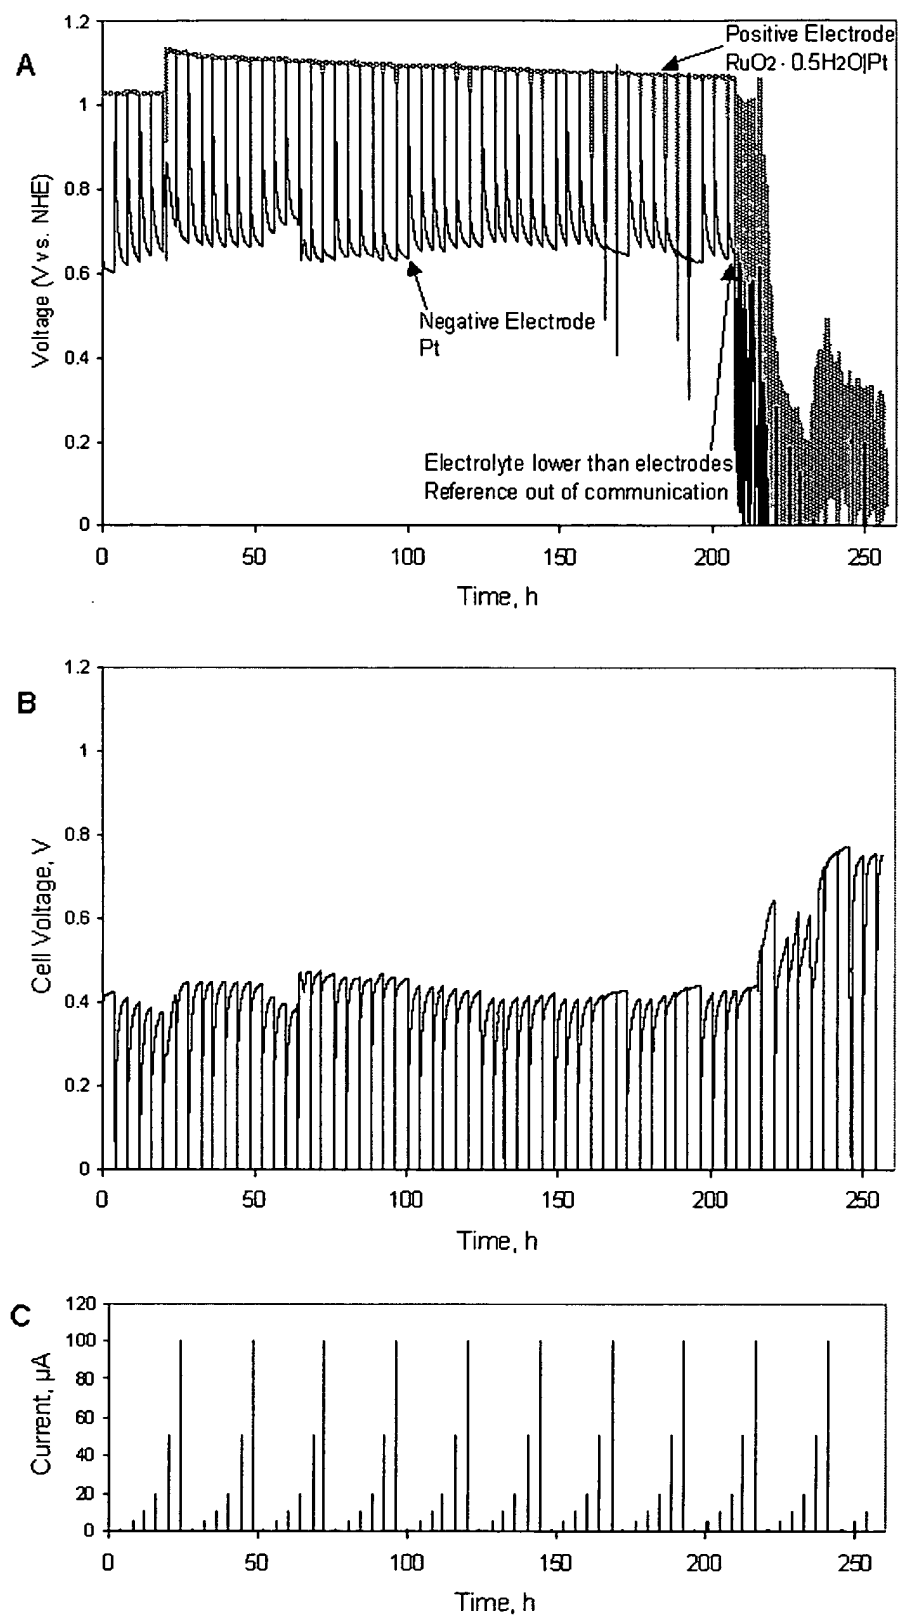 A
1.2
1
0.8
0.6
0.4
0.2
0
Voltage (V vs. NHE)
Positive Electrode
RuO2 · 0.5H2O|Pt
Negative Electrode
Pt
Electrolyte lower than electrodes
Reference out of communication
0 50 100 150 200 250
Time, h
B
1.2
1
0.8
0.6
0.4
0.2
0
Cell Voltage, V
0 50 100 150 200 250
Time, h
C
120
100
80
60
40
20
0
Current, µA
0 50 100 150 200 250
Time, h